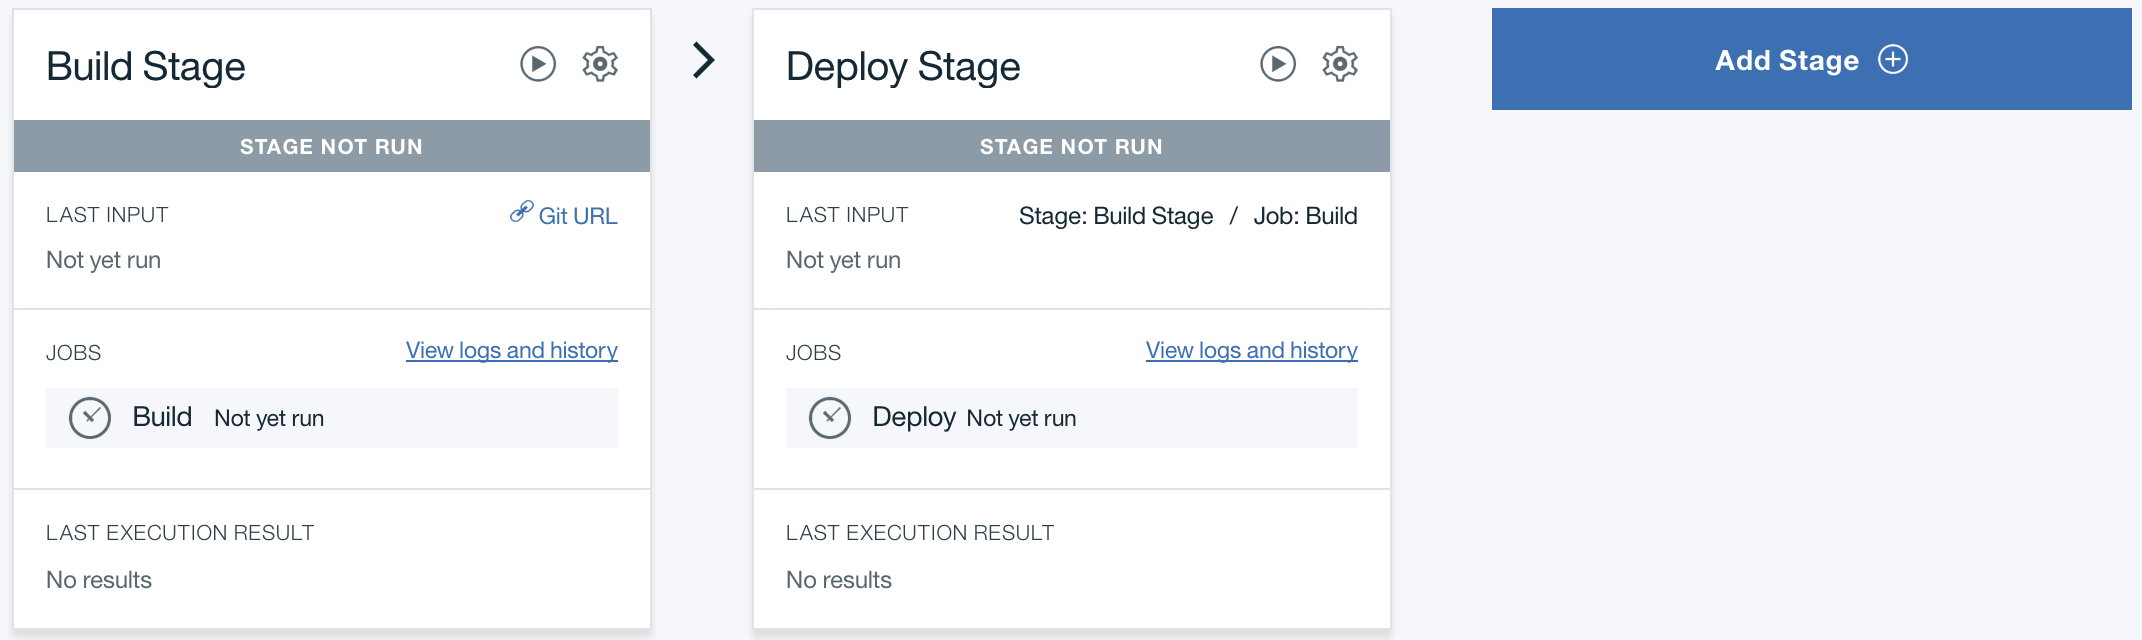 Build Stage
STAGE NOT RUN
LAST INPUT
Git URL
Not yet run
JOBS
View logs and history
Build Not yet run
LAST EXECUTION RESULT
No results
Deploy Stage
STAGE NOT RUN
LAST INPUT
Stage: Build Stage / Job: Build
Not yet run
JOBS
View logs and history
Deploy Not yet run
LAST EXECUTION RESULT
No results
Add Stage